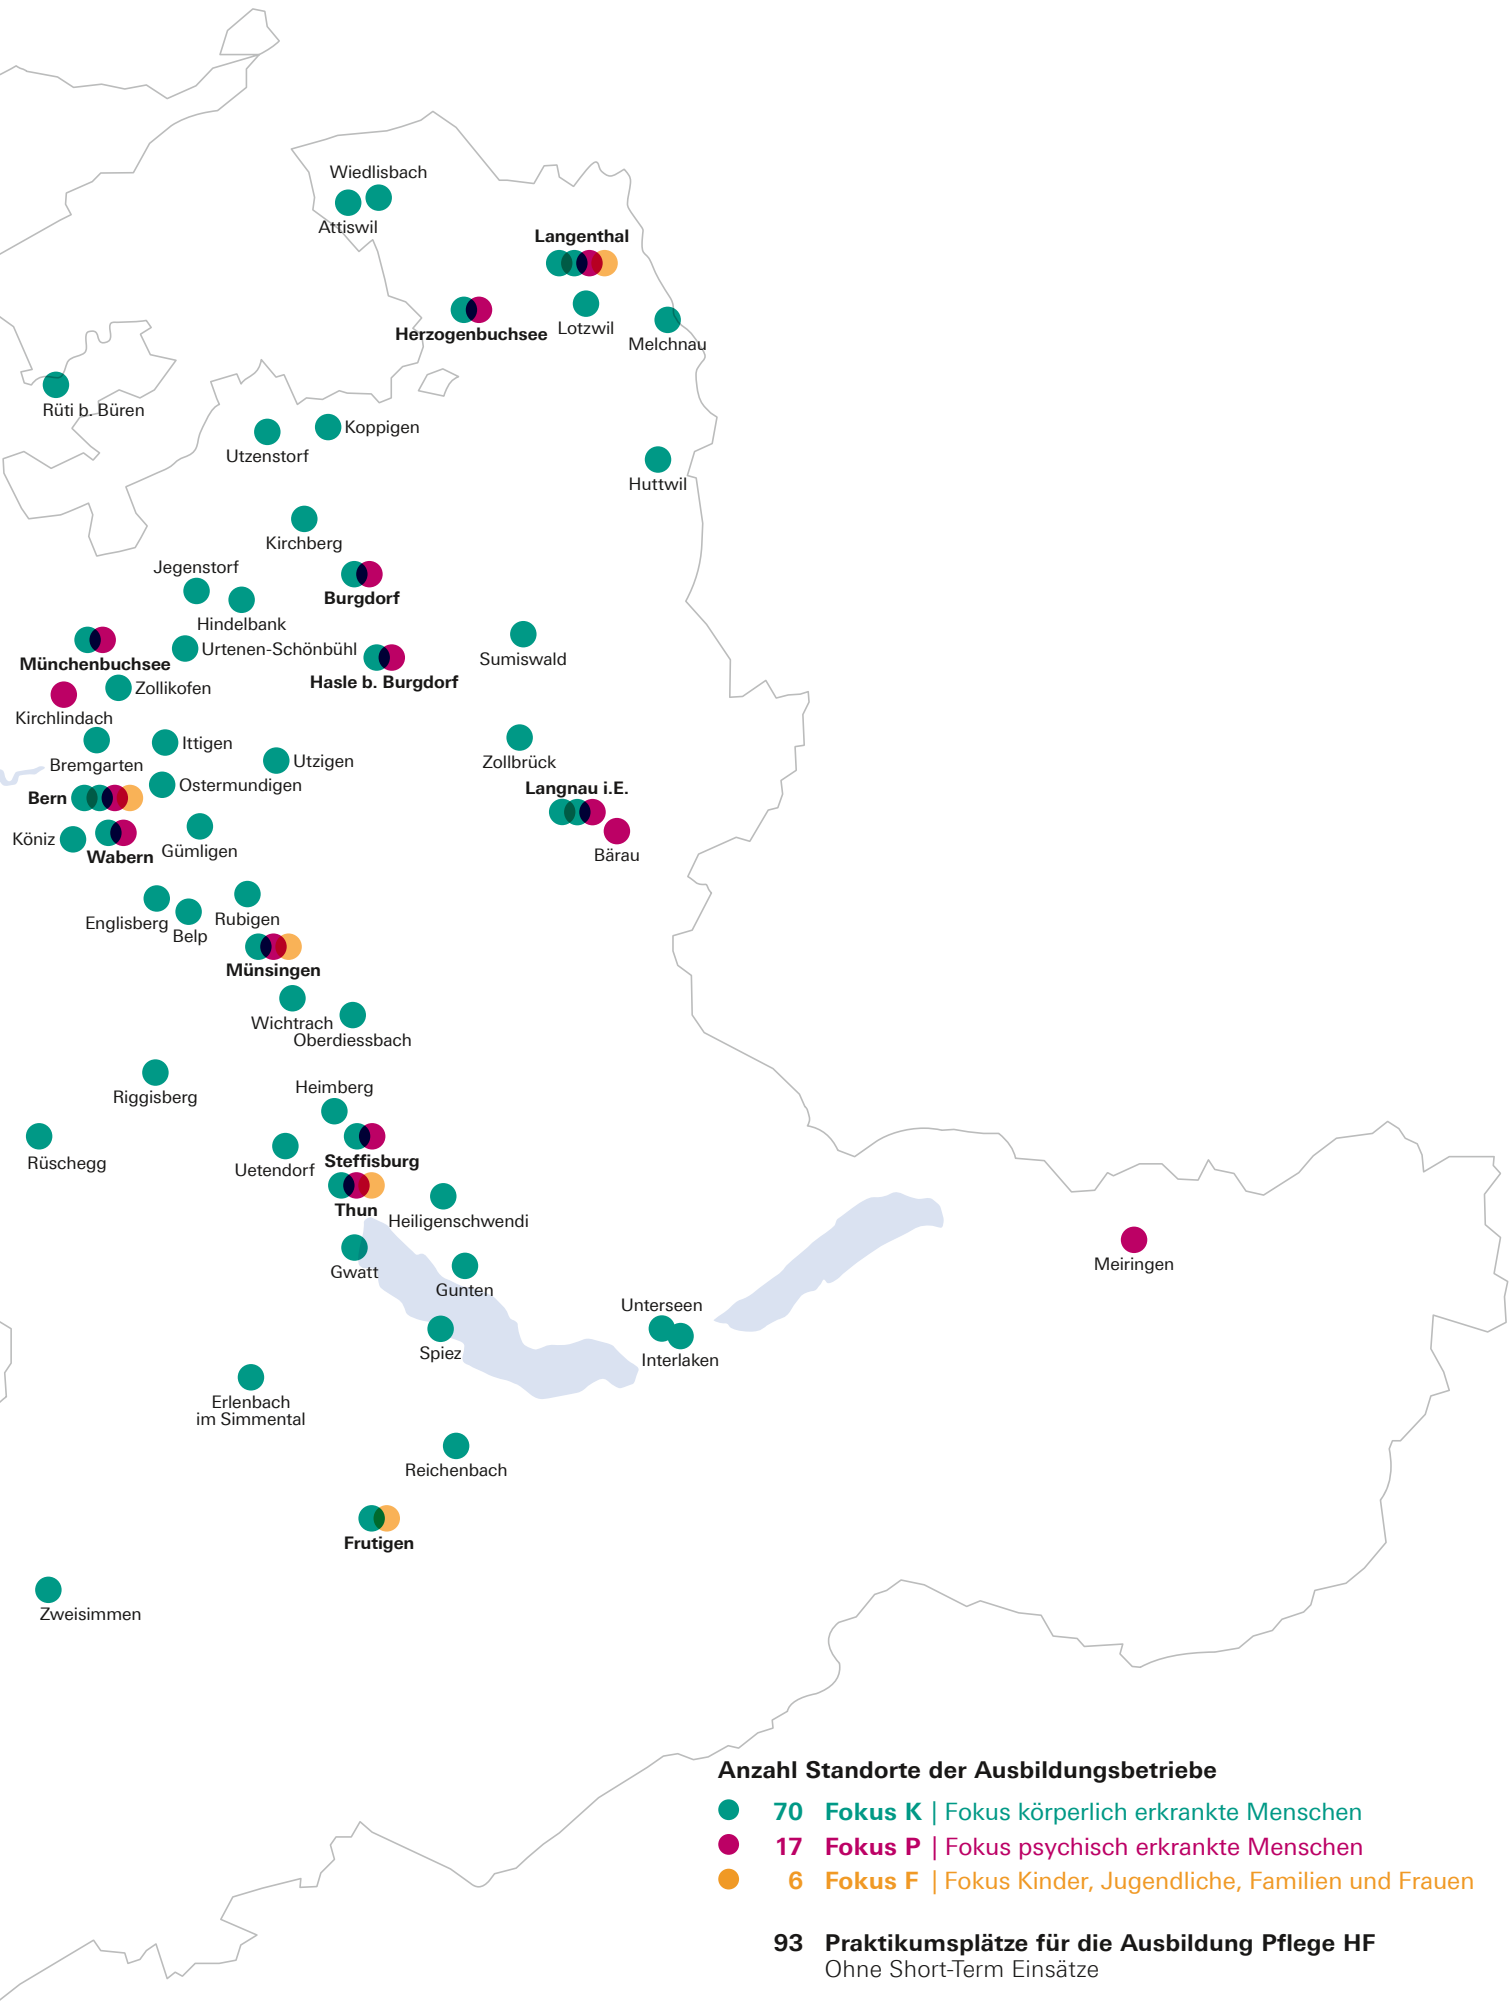 Wiedlisbach
Attiswil
Langenthal
Herzogenbuchsee
Lotzwil
Melchnau
Rüti b. Büren
Koppigen
Utzenstorf
Huttwil
Kirchberg
Jegenstorf
Burgdorf
Hindelbank
Urtenen-Schönbühl
Münchenbuchsee
Sumiswald
Hasle b. Burgdorf
Zollikofen
Kirchlindach
Ittigen
Bremgarten
Utzigen
Zollbrück
Ostermundigen
Langnau i.E.
Bern
Köniz
Wabern
Gümligen
Bärau
Englisberg
Rubigen
Belp
Münsingen
Wichtrach
Oberdiessbach
Heimberg
Riggisberg
Rüschegg
Steffisburg
Uetendorf
Thun
Heiligenschwendi
Meiringen
Gwatt
Gunten
Unterseen
Spiez
Interlaken
Erlenbach
im Simmental
Reichenbach
Frutigen
Zweisimmen
Anzahl Standorte der Ausbildungsbetriebe
70 Fokus K | Fokus körperlich erkrankte Menschen
17 Fokus P | Fokus psychisch erkrankte Menschen
6 Fokus F | Fokus Kinder, Jugendliche, Familien und Frauen
93 Praktikumsplätze für die Ausbildung Pflege HF
Ohne Short-Term Einsätze